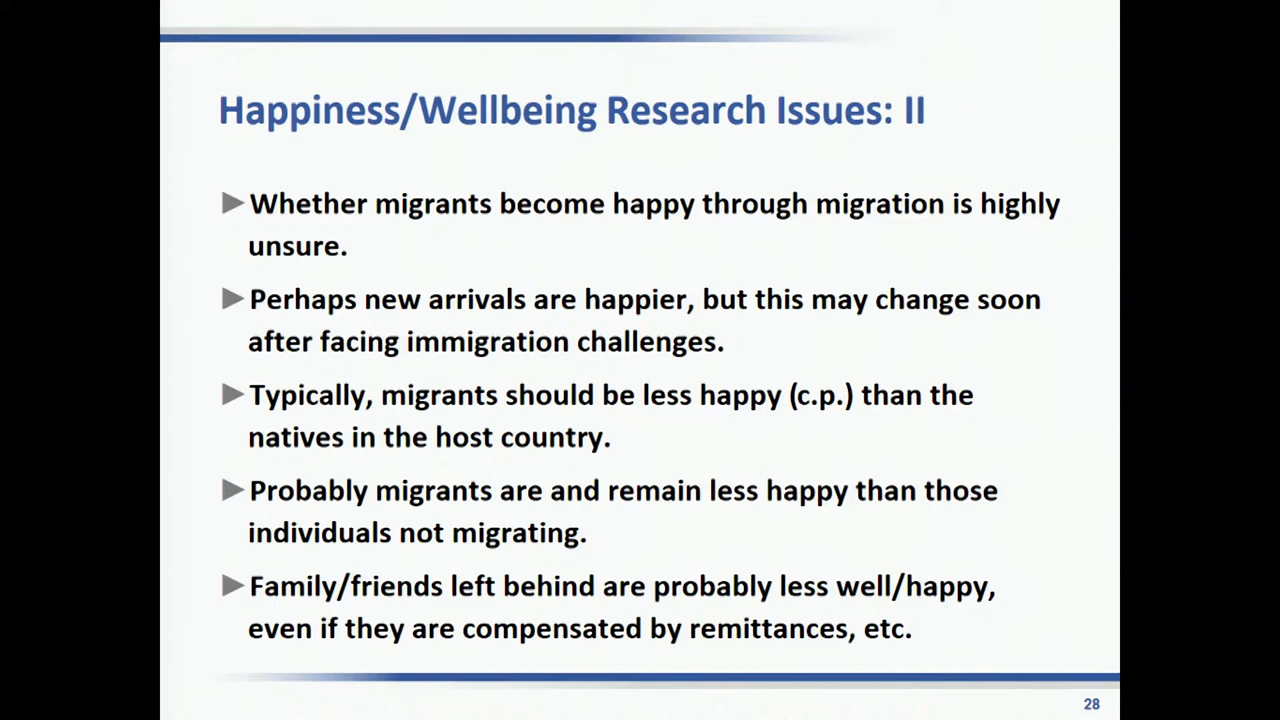 Happiness/Wellbeing Research Issues: II
Whether migrants become happy through migration is highly
unsure.
Perhaps new arrivals are happier, but this may change soon
after facing immigration challenges.
Typically, migrants should be less happy (c.p.) than the
natives in the host country.
Probably migrants are and remain less happy than those
individuals not migrating.
Family/friends left behind are probably less well/happy,
even if they are compensated by remittances, etc.
28